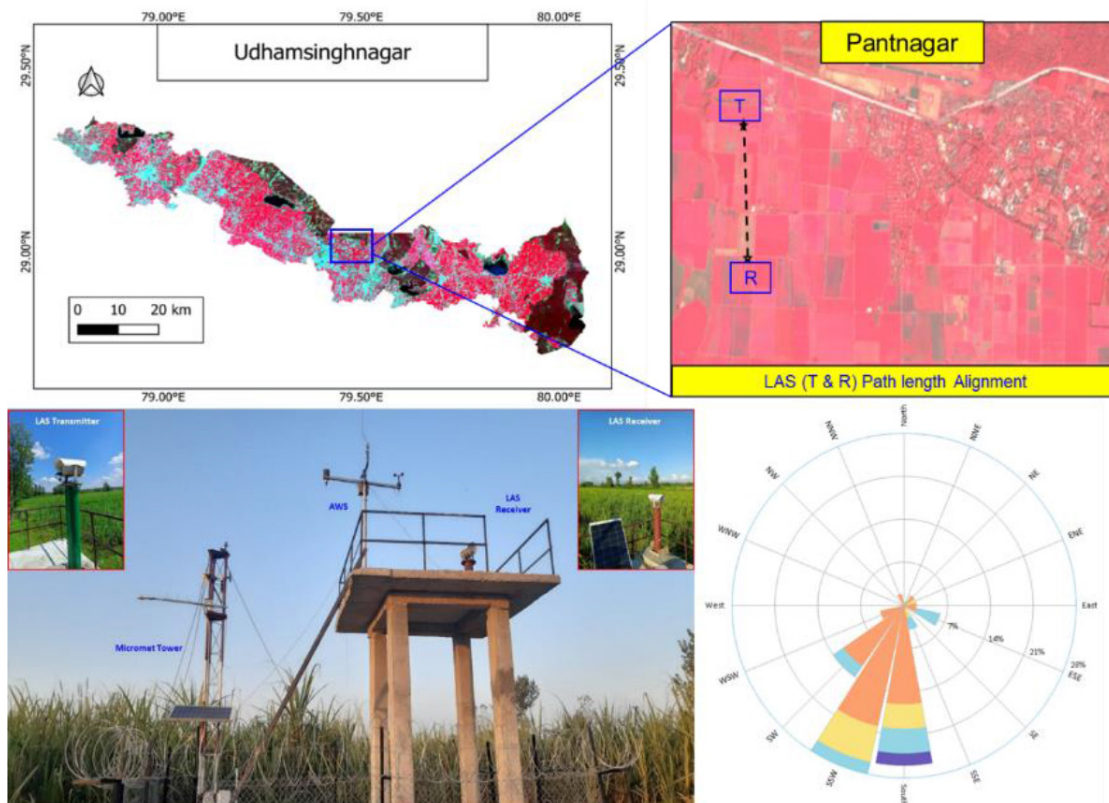 79.00°E
79.50°E
80.00°E
Udhamsinghnagar
29.50°N
29.50°N
29.00°N
29.00°N
0 10 20 km
79.00°E
79.50°E
80.00°E
Pantnagar
T
R
LAS (T & R) Path length Alignment
LAS Transmitter
LAS Receiver
AWS
LAS
Receiver
Micromet Tower
North
NNE
NE
ENE
East
ESE
SE
SSE
South
SSW
SW
WSW
West
WNW
NW
NNW
7%
14%
21%
28%